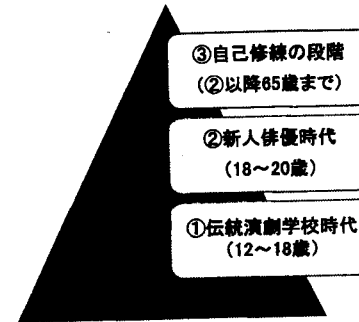 ③自己修練の段階
(②以降65歳まで)
②新人俳優時代
(18～20歳)
①伝統演劇学校時代
(12～18歳)